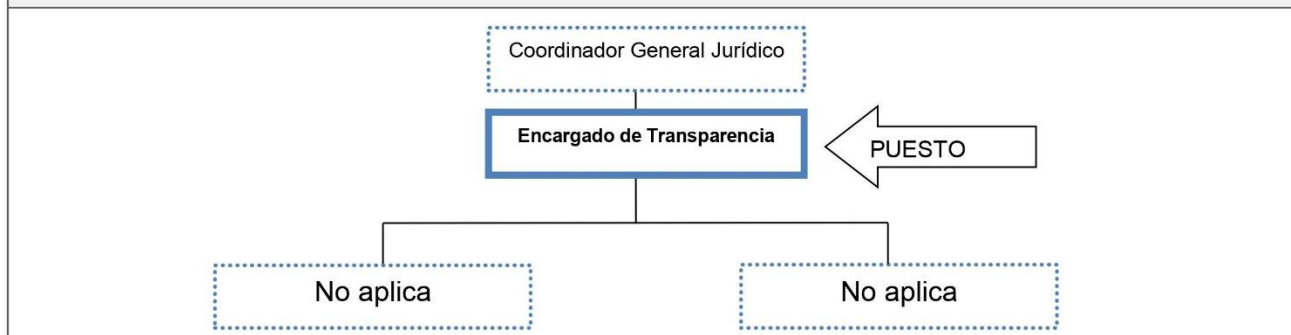 Coordinador General Jurídico
Encargado de Transparencia
PUESTO
No aplica
No aplica